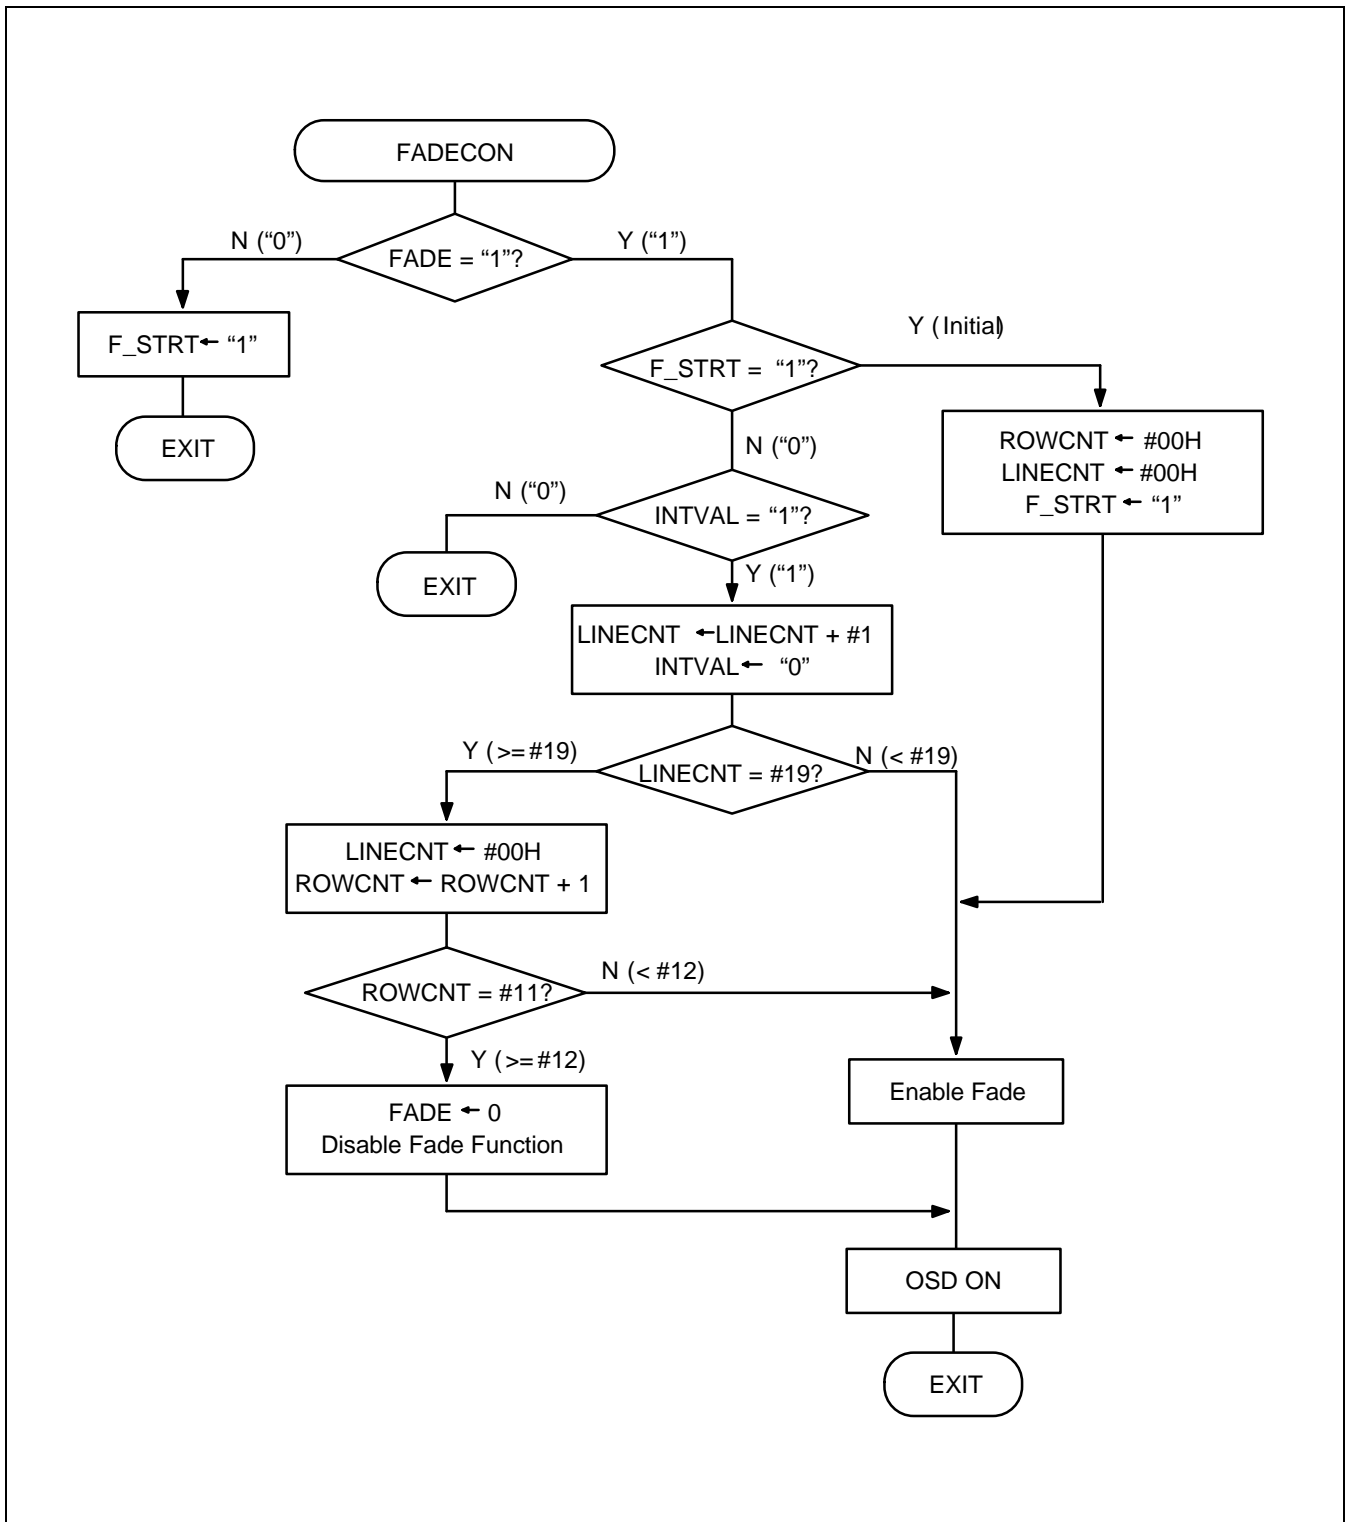 FADECON
N (“0”)
Y (“1”)
FADE = “1”?
F_STRT ← “1”
EXIT
Y (Initial)
F_STRT = “1”?
ROWCNT ← #00H
LINECNT ← #00H
F_STRT ← “1”
N (“0”)
N (“0”)
INTVAL = “1”?
EXIT
Y (“1”)
LINECNT ← LINECNT + #1
INTVAL ← “0”
Y (>= #19)
N (< #19)
LINECNT = #19?
LINECNT ← #00H
ROWCNT ← ROWCNT + 1
N (< #12)
ROWCNT = #11?
Y (>= #12)
FADE ← 0
Disable Fade Function
Enable Fade
OSD ON
EXIT